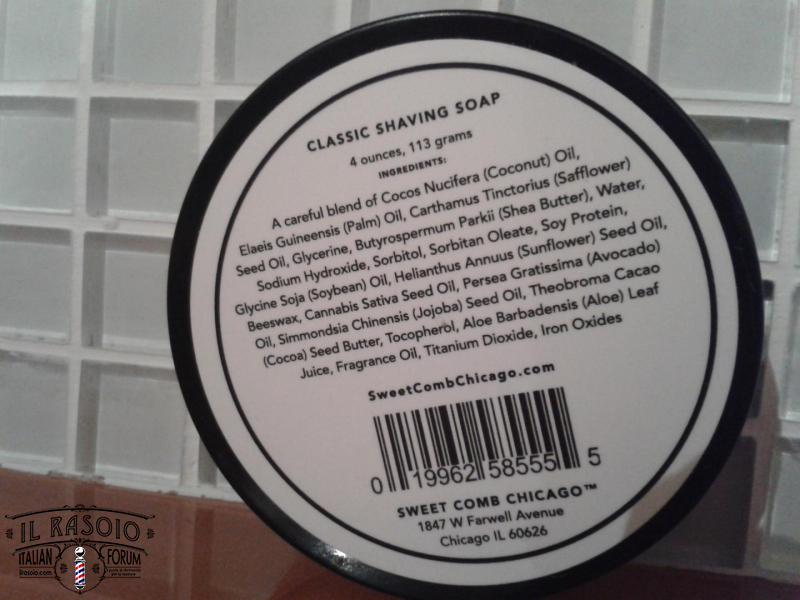 CLASSIC SHAVING SOAP
4 ounces, 113 grams
INGREDIENTS:
A careful blend of Cocos Nucifera (Coconut) Oil,
Elaeis Guineensis (Palm) Oil, Carthamus Tinctorius (Safflower)
Seed Oil, Glycerine, Butyrospermum Parkii (Shea Butter), Water,
Sodium Hydroxide, Sorbitol, Sorbitan Oleate, Soy Protein,
Glycine Soja (Soybean) Oil, Helianthus Annuus (Sunflower) Seed Oil,
Beeswax, Cannabis Sativa Seed Oil, Persea Gratissima (Avocado)
Oil, Simmondsia Chinensis (Jojoba) Seed Oil, Theobroma Cacao
(Cocoa) Seed Butter, Tocopherol, Aloe Barbadensis (Aloe) Leaf
Juice, Fragrance Oil, Titanium Dioxide, Iron Oxides
SweetCombChicago.com
0 19962 58555 5
SWEET COMB CHICAGO™
1847 W Farwell Avenue
Chicago IL 60626
IL RASOIO
ITALIAN FORUM
ilrasoio.com